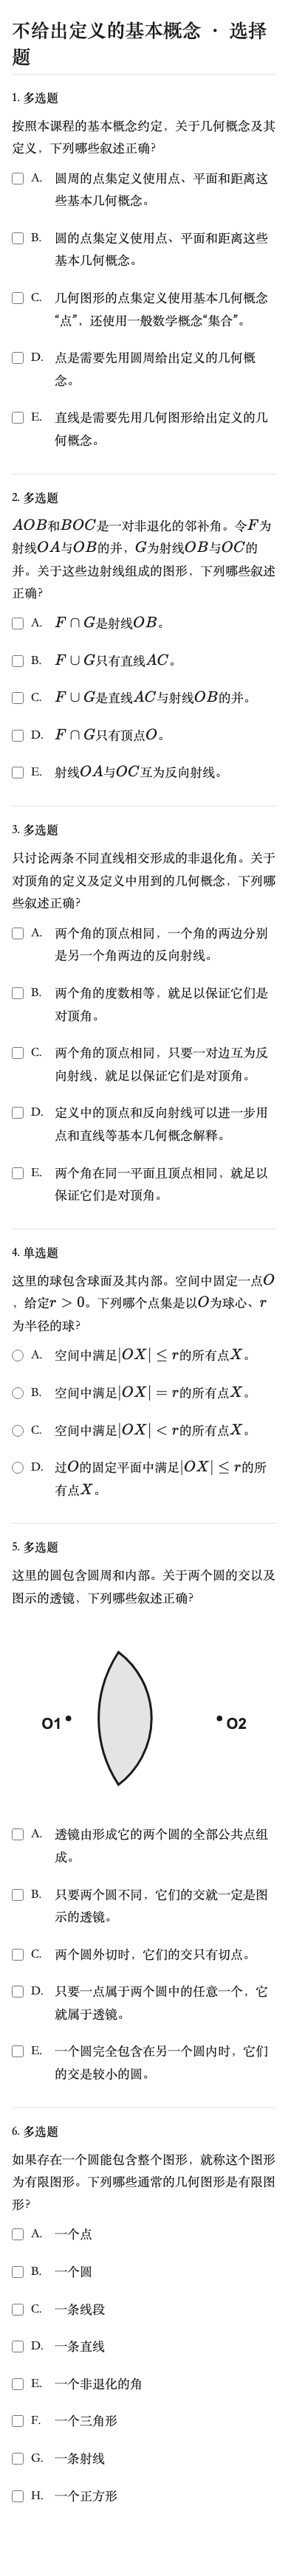 不给出定义的基本概念 · 选择
题
1. 多选题
按照本课程的基本概念约定，关于几何概念及其
定义，下列哪些叙述正确?
A. 圆周的点集定义使用点、平面和距离这
些基本几何概念。
B. 圆的点集定义使用点、平面和距离这些
基本几何概念。
C. 几何图形的点集定义使用基本几何概念
“点”，还使用一般数学概念“集合”。
D. 点是需要先用圆周给出定义的几何概
念。
E. 直线是需要先用几何图形给出定义的几
何概念。
2. 多选题
AOB和BOC是一对非退化的邻补角。令F为
射线OA与OB的并，G为射线OB与OC的
并。关于这些边射线组成的图形，下列哪些叙述
正确?
A. F ∩ G是射线OB。
B. F ∪ G只有直线AC。
C. F ∪ G是直线AC与射线OB的并。
D. F ∩ G只有顶点O。
E. 射线OA与OC互为反向射线。
3. 多选题
只讨论两条不同直线相交形成的非退化角。关于
对顶角的定义及定义中用到的几何概念，下列哪
些叙述正确?
A. 两个角的顶点相同，一个角的两边分别
是另一个角两边的反向射线。
B. 两个角的度数相等，就足以保证它们是
对顶角。
C. 两个角的顶点相同，只要一对边互为反
向射线，就足以保证它们是对顶角。
D. 定义中的顶点和反向射线可以进一步用
点和直线等基本几何概念解释。
E. 两个角在同一平面且顶点相同，就足以
保证它们是对顶角。
4. 单选题
这里的球包含球面及其内部。空间中固定一点O
，给定r > 0。下列哪个点集是以O为球心、r
为半径的球?
A. 空间中满足|OX| ≤ r的所有点X。
B. 空间中满足|OX| = r的所有点X。
C. 空间中满足|OX| < r的所有点X。
D. 过O的固定平面中满足|OX| ≤ r的所
有点X。
5. 多选题
这里的圆包含圆周和内部。关于两个圆的交以及
图示的透镜，下列哪些叙述正确?
O1 O2
A. 透镜由形成它的两个圆的全部公共点组
成。
B. 只要两个圆不同，它们的交就一定是图
示的透镜。
C. 两个圆外切时，它们的交只有切点。
D. 只要一点属于两个圆中的任意一个，它
就属于透镜。
E. 一个圆完全包含在另一个圆内时，它们
的交是较小的圆。
6. 多选题
如果存在一个圆能包含整个图形，就称这个图形
为有限图形。下列哪些通常的几何图形是有限图
形?
A. 一个点
B. 一个圆
C. 一条线段
D. 一条直线
E. 一个非退化的角
F. 一个三角形
G. 一条射线
H. 一个正方形